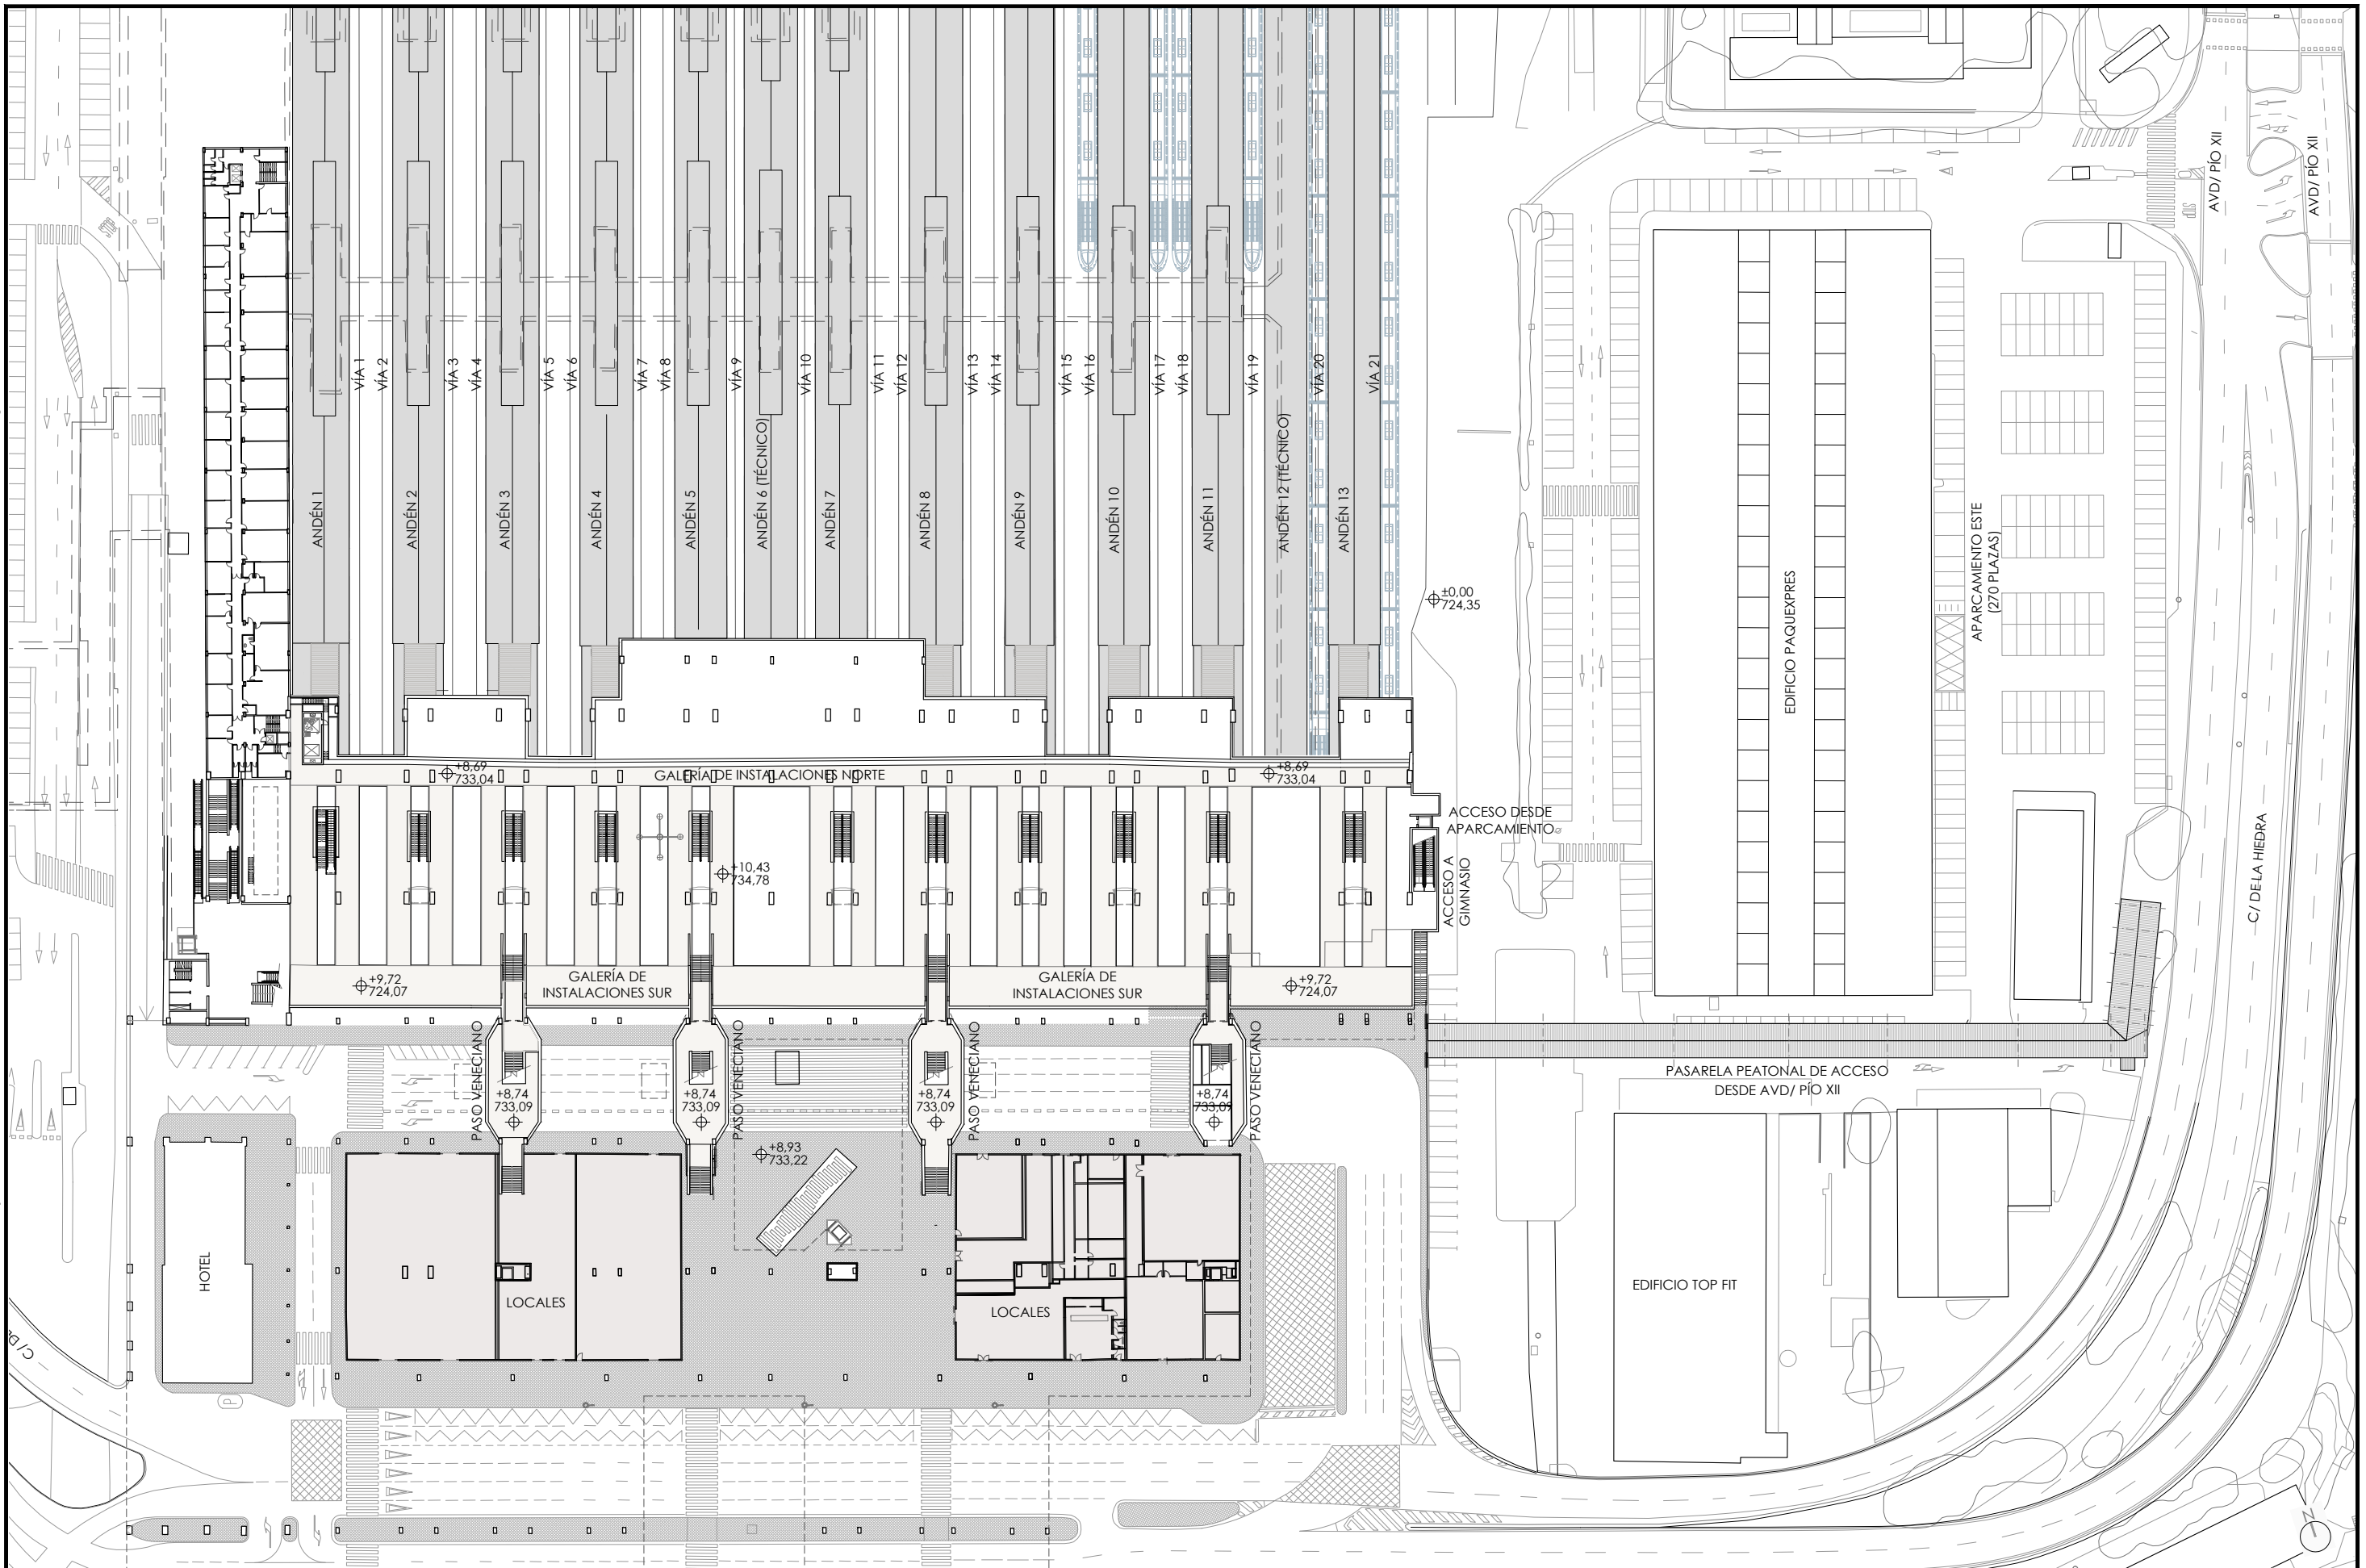 AVD/ PÍO XII
AVD/ PÍO XII
VÍA 1
VÍA 2
VÍA 3
VÍA 4
VÍA 5
VÍA 6
VÍA 7
VÍA 8
VÍA 9
VÍA 10
VÍA 11
VÍA 12
VÍA 13
VÍA 14
VÍA 15
VÍA 16
VÍA 17
VÍA 18
VÍA 19
VÍA 20
VÍA 21
ANDÉN 1
ANDÉN 2
ANDÉN 3
ANDÉN 4
ANDÉN 5
ANDÉN 6 (TÉCNICO)
ANDÉN 7
ANDÉN 8
ANDÉN 9
ANDÉN 10
ANDÉN 11
ANDÉN 12 (TÉCNICO)
ANDÉN 13
±0,00
724,35
EDIFICIO PAQUEXPRES
APARCAMIENTO ESTE
(270 PLAZAS)
+8,69
733,04
GALERÍA DE INSTALACIONES NORTE
+8,69
733,04
ACCESO DESDE
APARCAMIENTO
ACCESO A
GIMNASIO
C/ DE LA HIEDRA
+10,43
734,78
+9,72
724,07
GALERÍA DE
INSTALACIONES SUR
GALERÍA DE
INSTALACIONES SUR
+9,72
724,07
PASO VENECIANO
PASO VENECIANO
PASO VENECIANO
PASO VENECIANO
+8,74
733,09
+8,74
733,09
+8,74
733,09
+8,74
733,09
PASARELA PEATONAL DE ACCESO
DESDE AVD/ PÍO XII
+8,93
733,22
HOTEL
LOCALES
LOCALES
EDIFICIO TOP FIT
P
N